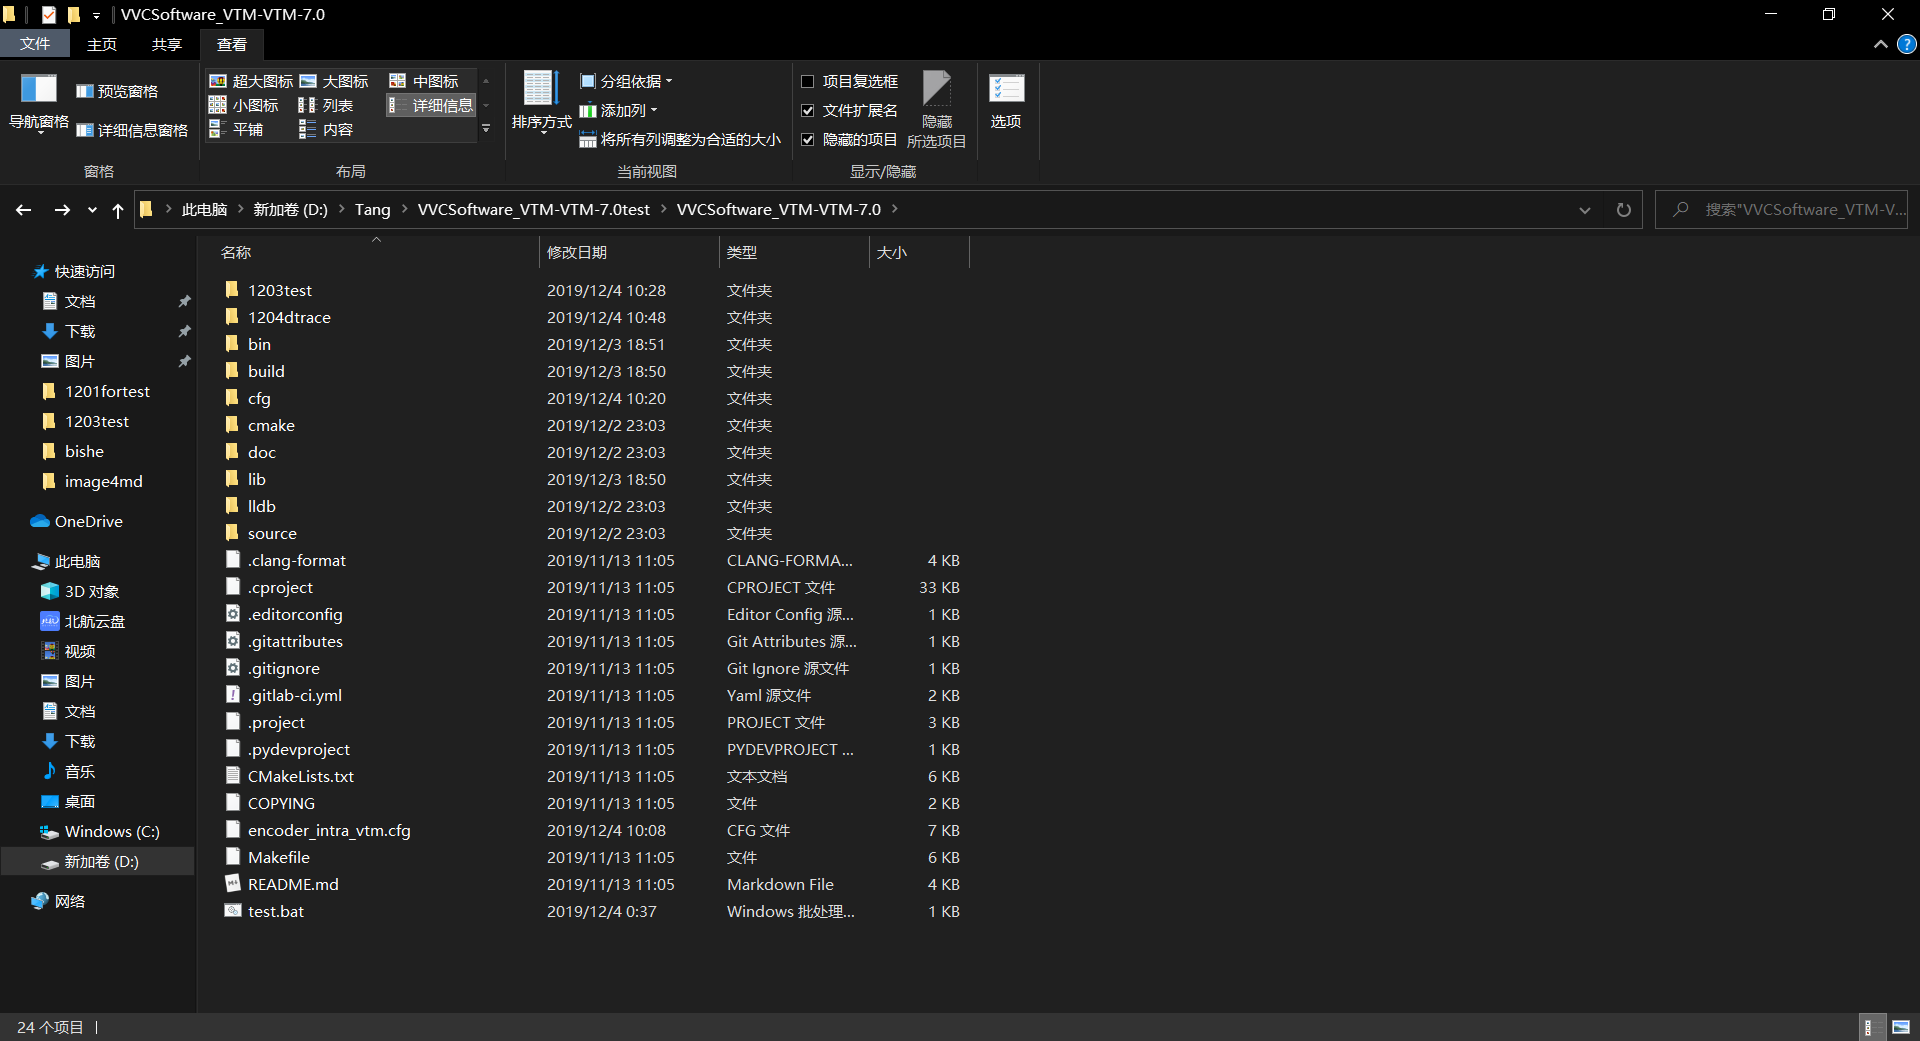 VVCSoftware_VTM-VTM-7.0
文件 主页 共享 查看
导航窗格 预览窗格 详细信息窗格
窗格
超大图标 大图标 中图标
小图标 列表 详细信息
平铺 内容
布局
排序方式 分组依据
添加列
将所有列调整为合适的大小
当前视图
项目复选框
文件扩展名
隐藏的项目
隐藏
所选项目
显示/隐藏
选项
此电脑 新加卷 (D:) Tang VVCSoftware_VTM-VTM-7.0test VVCSoftware_VTM-VTM-7.0
搜索"VVCSoftware_VTM-V...
快速访问
文档
下载
图片
1201fortest
1203test
bishe
image4md
OneDrive
此电脑
3D 对象
北航云盘
视频
图片
文档
下载
音乐
桌面
Windows (C:)
新加卷 (D:)
网络
名称 修改日期 类型 大小
1203test 2019/12/4 10:28 文件夹
1204dtrace 2019/12/4 10:48 文件夹
bin 2019/12/3 18:51 文件夹
build 2019/12/3 18:50 文件夹
cfg 2019/12/4 10:20 文件夹
cmake 2019/12/2 23:03 文件夹
doc 2019/12/2 23:03 文件夹
lib 2019/12/3 18:50 文件夹
lldb 2019/12/2 23:03 文件夹
source 2019/12/2 23:03 文件夹
.clang-format 2019/11/13 11:05 CLANG-FORMA... 4 KB
.cproject 2019/11/13 11:05 CPROJECT 文件 33 KB
.editorconfig 2019/11/13 11:05 Editor Config 源... 1 KB
.gitattributes 2019/11/13 11:05 Git Attributes 源... 1 KB
.gitignore 2019/11/13 11:05 Git Ignore 源文件 1 KB
.gitlab-ci.yml 2019/11/13 11:05 Yaml 源文件 2 KB
.project 2019/11/13 11:05 PROJECT 文件 3 KB
.pydevproject 2019/11/13 11:05 PYDEVPROJECT ... 1 KB
CMakeLists.txt 2019/11/13 11:05 文本文档 6 KB
COPYING 2019/11/13 11:05 文件 2 KB
encoder_intra_vtm.cfg 2019/12/4 10:08 CFG 文件 7 KB
Makefile 2019/11/13 11:05 文件 6 KB
README.md 2019/11/13 11:05 Markdown File 4 KB
test.bat 2019/12/4 0:37 Windows 批处理... 1 KB
24 个项目